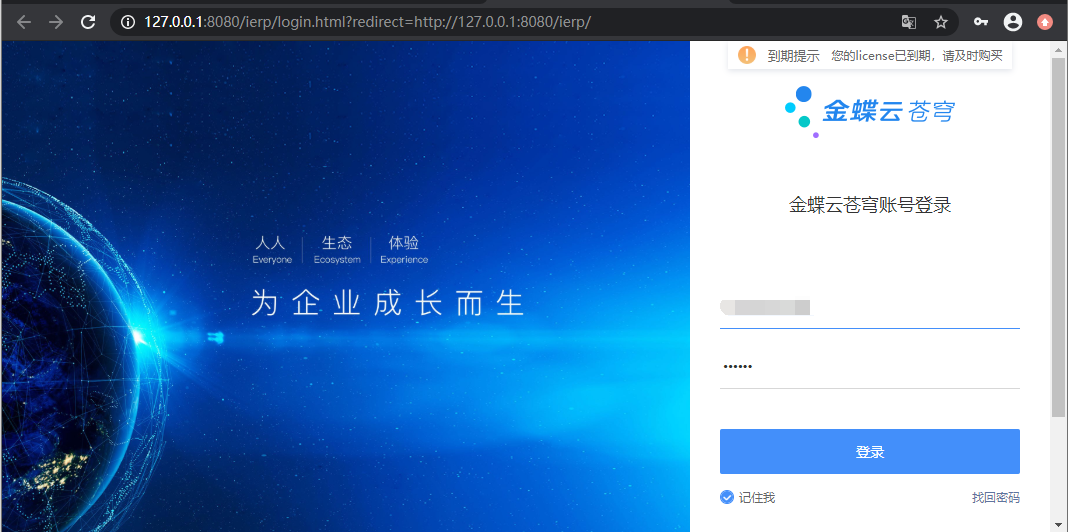 127.0.0.1:8080/ierp/login.html?redirect=http://127.0.0.1:8080/ierp/
到期提示 您的license已到期，请及时购买
金蝶云 苍穹
金蝶云苍穹账号登录
人人 生态 体验
Everyone Ecosystem Experience
为企业成长而生
登录
记住我 找回密码